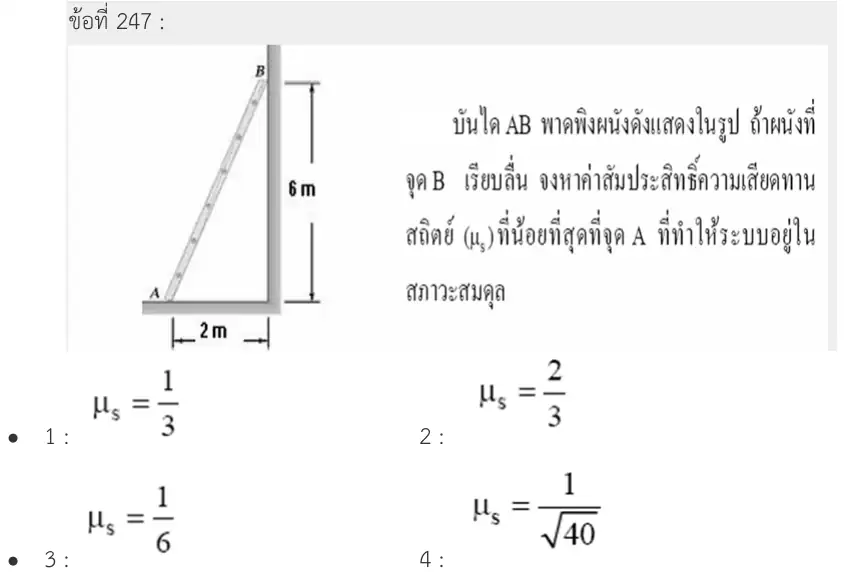 ข้อที่ 247 :
บันได AB พาดพิงผนังดังแสดงในรูป ถ้าผนังที่
จุด B เรียบลื่น จงหาค่าสัมประสิทธิ์ความเสียดทาน
สถิตย์ (μs)ที่น้อยที่สุดที่จุด A ที่ทำให้ระบบอยู่ใน
สภาวะสมดุล
B
6 m
A
2 m
• 1 : μs = 1/3
2 : μs = 2/3
• 3 : μs = 1/6
4 : μs = 1/√40